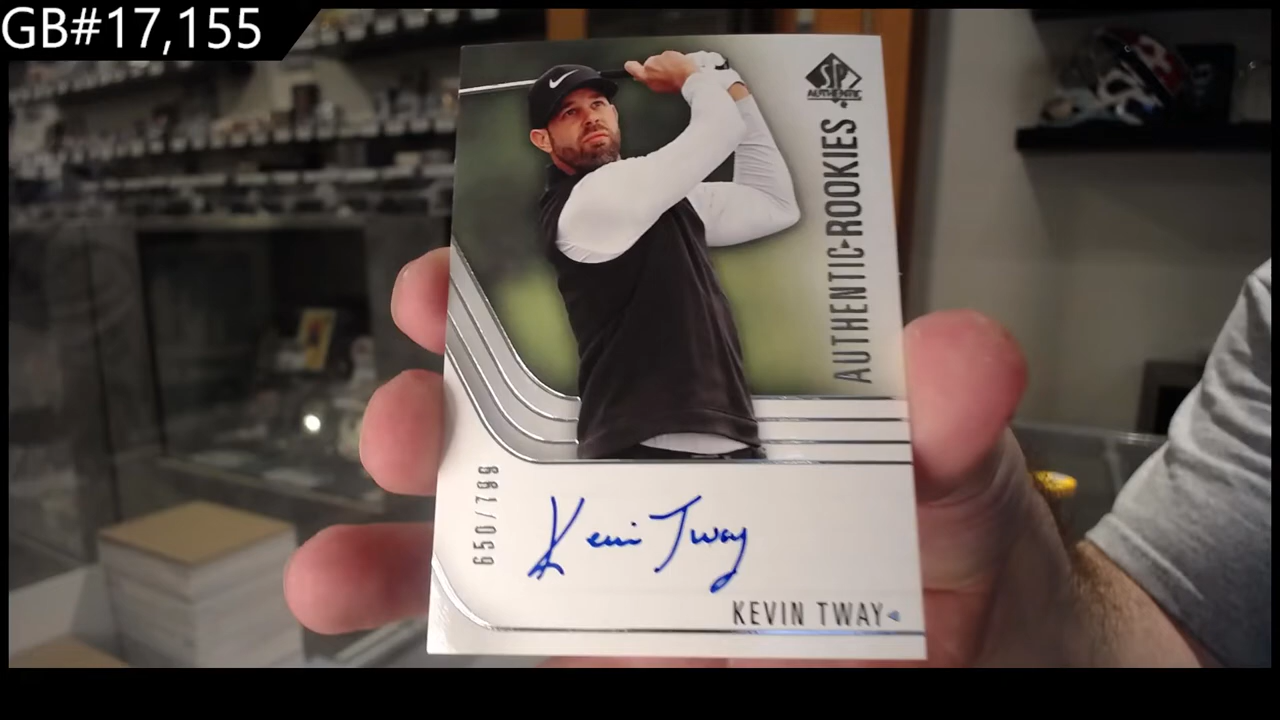 GB#17,155
SP
AUTHENTIC
AUTHENTIC ROOKIES
650/799
Kevin Tway
KEVIN TWAY